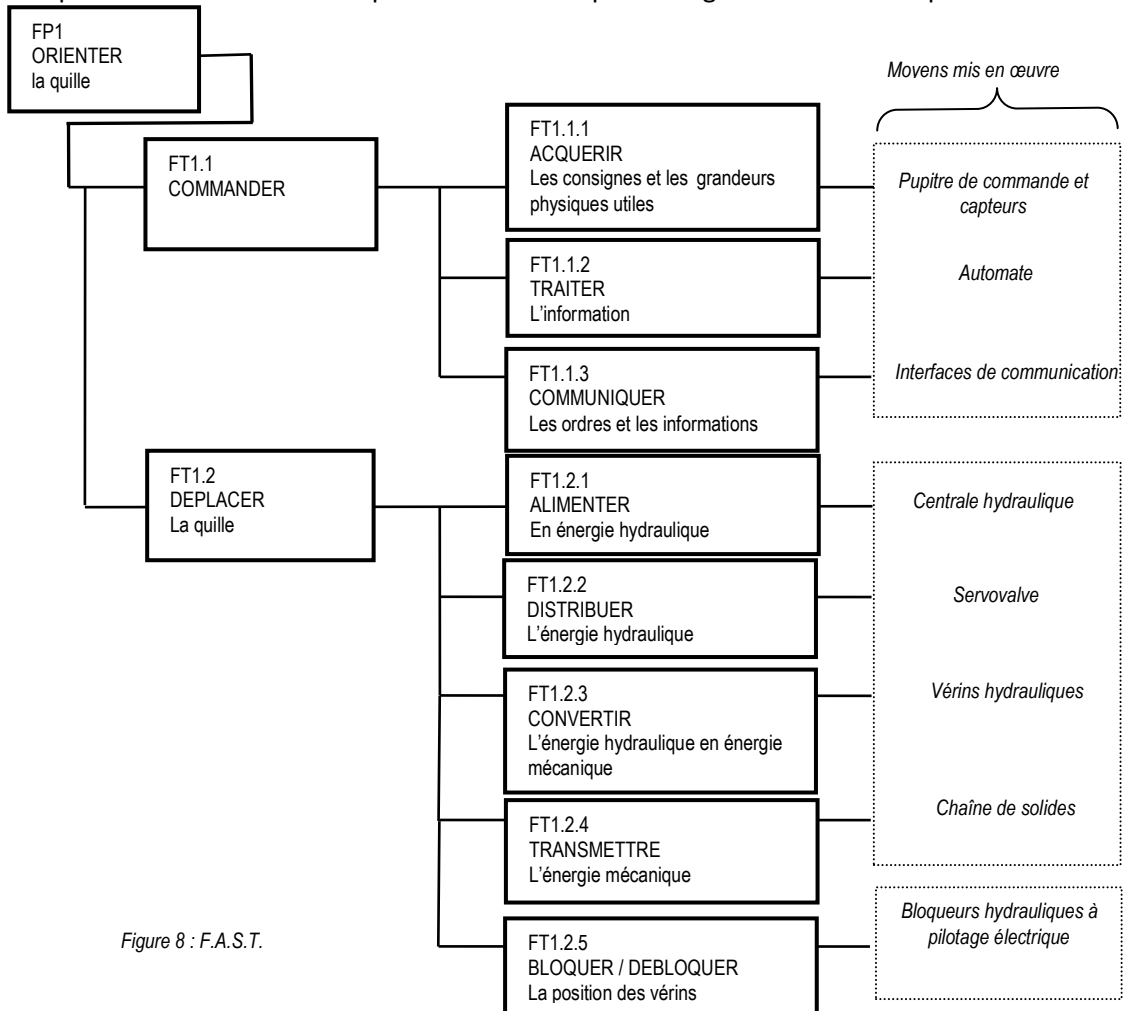 FP1
ORIENTER
la quille
Moyens mis en œuvre
FT1.1
COMMANDER
FT1.1.1
ACQUERIR
Les consignes et les grandeurs
physiques utiles
Pupitre de commande et
capteurs
FT1.1.2
TRAITER
L'information
Automate
FT1.1.3
COMMUNIQUER
Les ordres et les informations
Interfaces de communication
FT1.2
DEPLACER
La quille
FT1.2.1
ALIMENTER
En énergie hydraulique
Centrale hydraulique
FT1.2.2
DISTRIBUER
L'énergie hydraulique
Servovalve
FT1.2.3
CONVERTIR
L'énergie hydraulique en énergie
mécanique
Vérins hydrauliques
FT1.2.4
TRANSMETTRE
L'énergie mécanique
Chaîne de solides
FT1.2.5
BLOQUER / DEBLOQUER
La position des vérins
Bloqueurs hydrauliques à
pilotage électrique
Figure 8 : F.A.S.T.